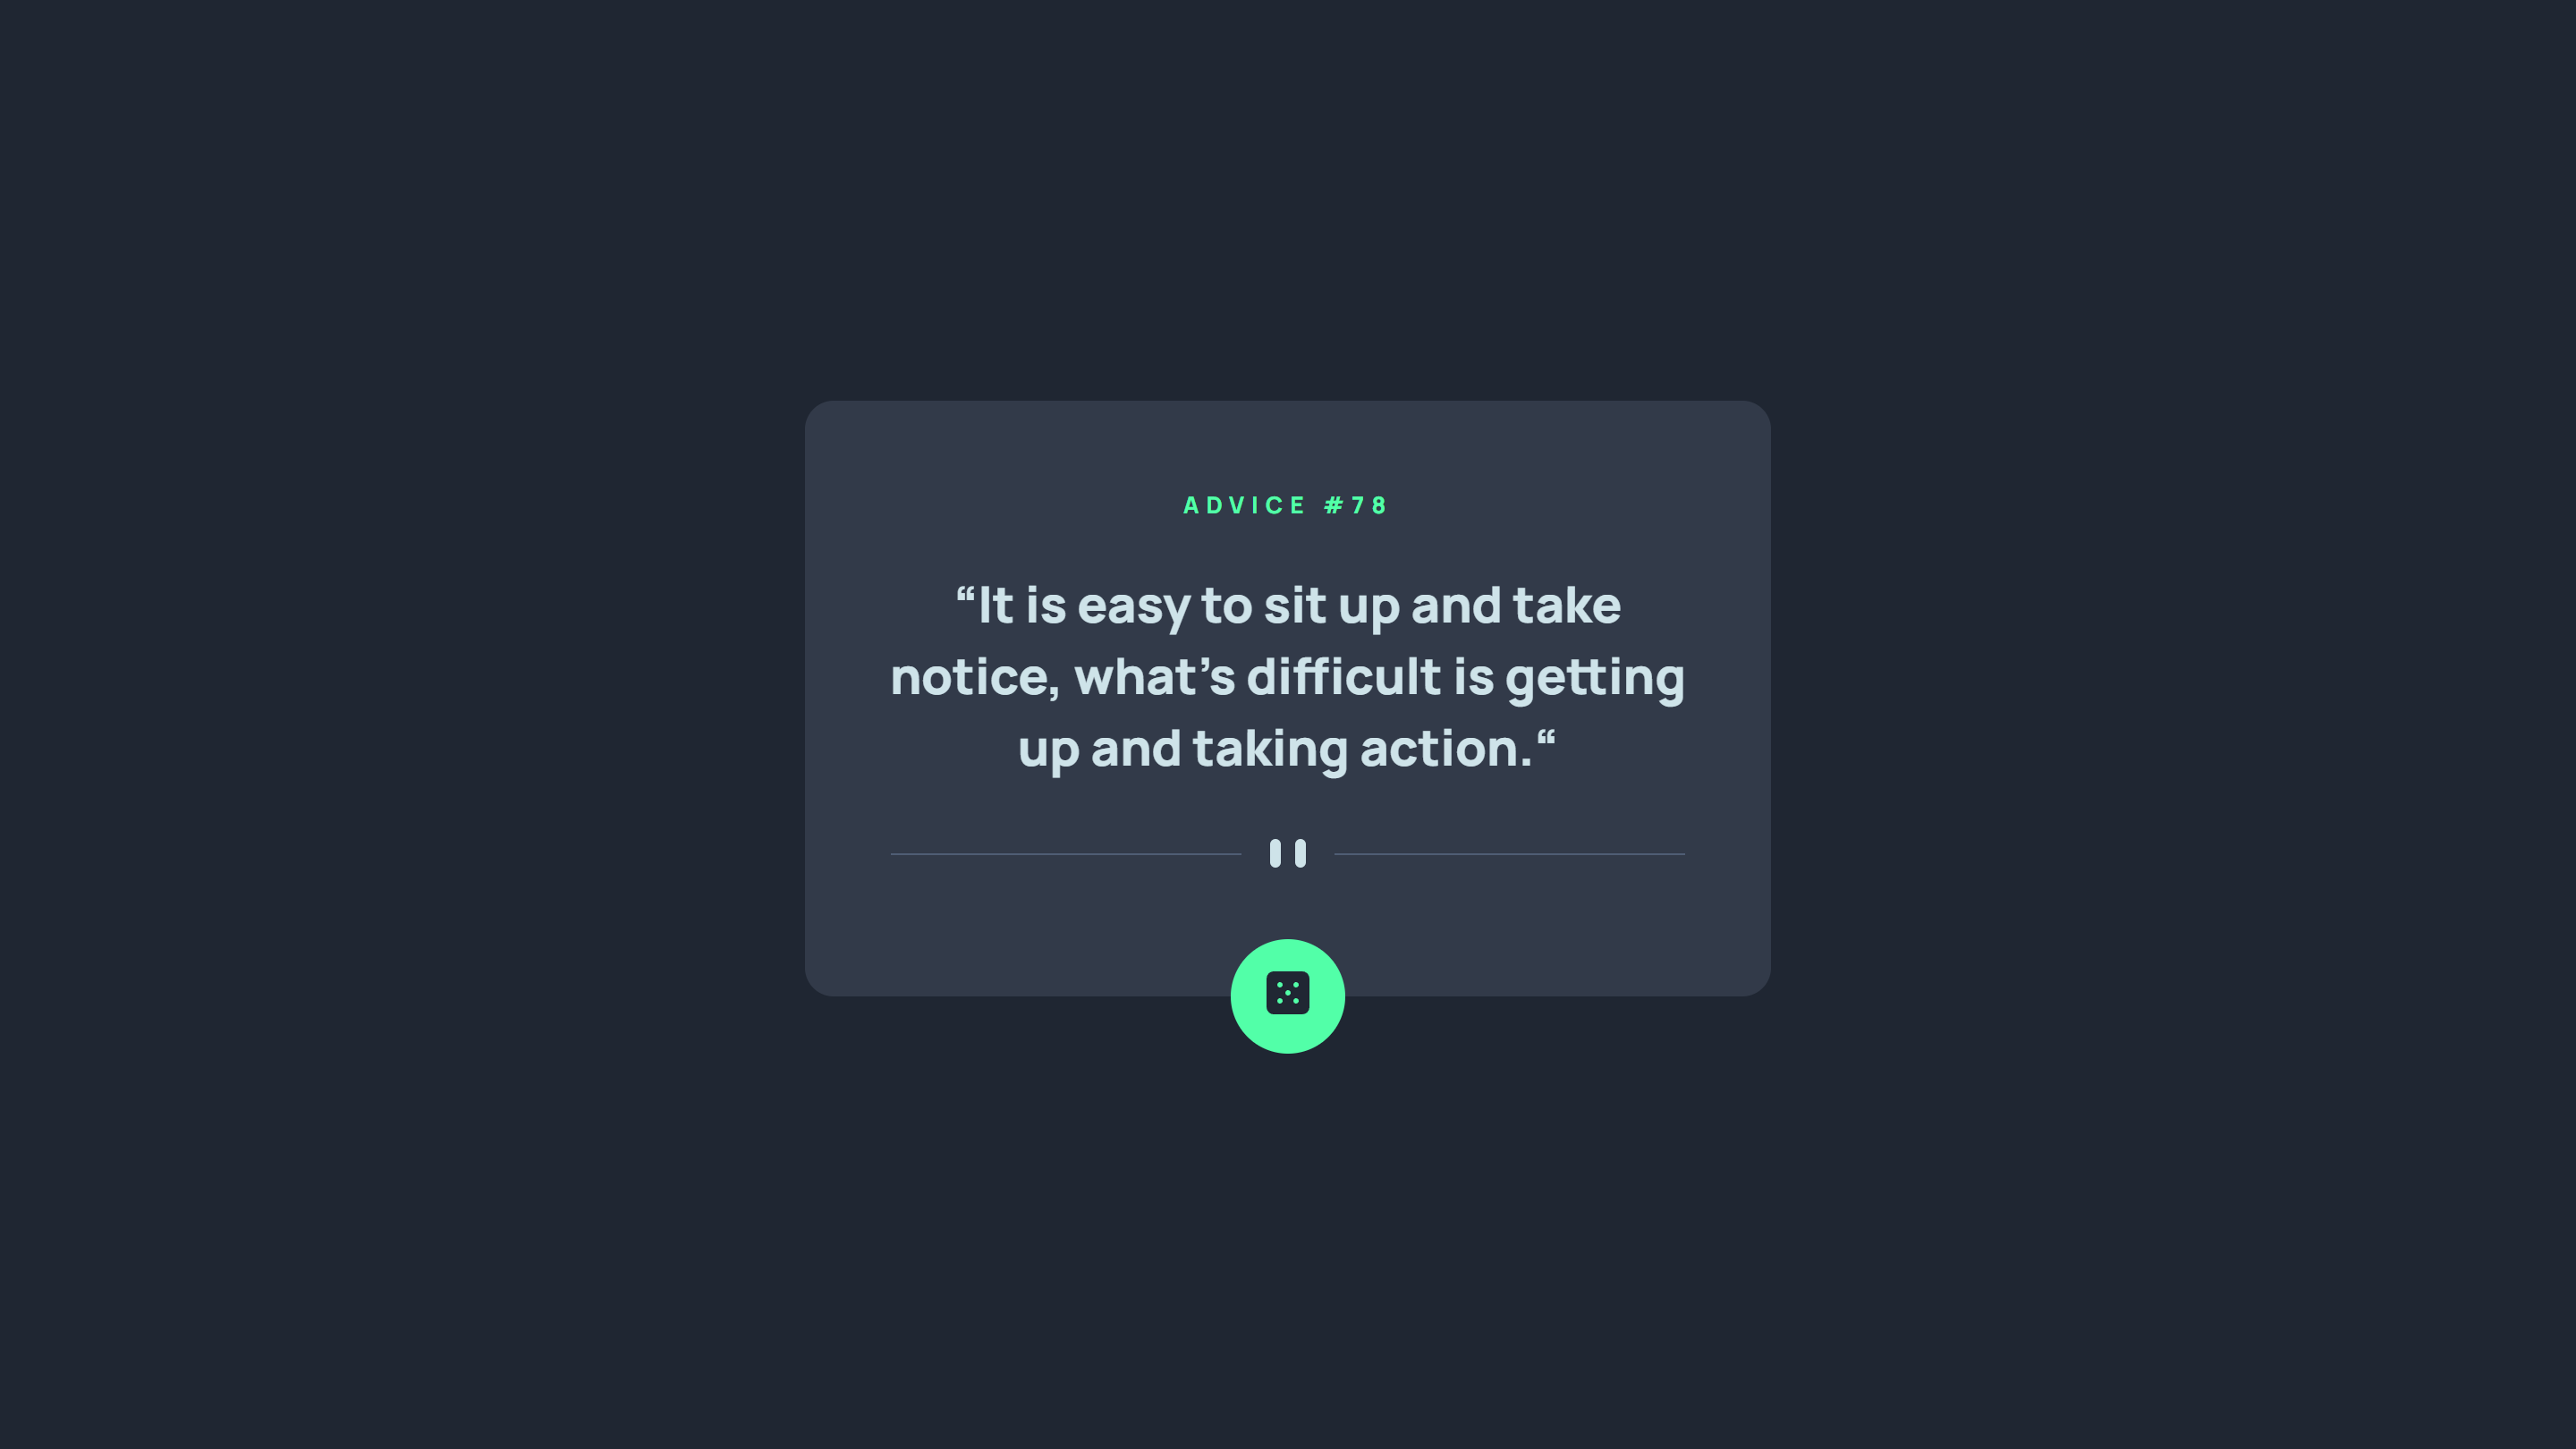 ADVICE #78
“It is easy to sit up and take
notice, what’s difficult is getting
up and taking action.“